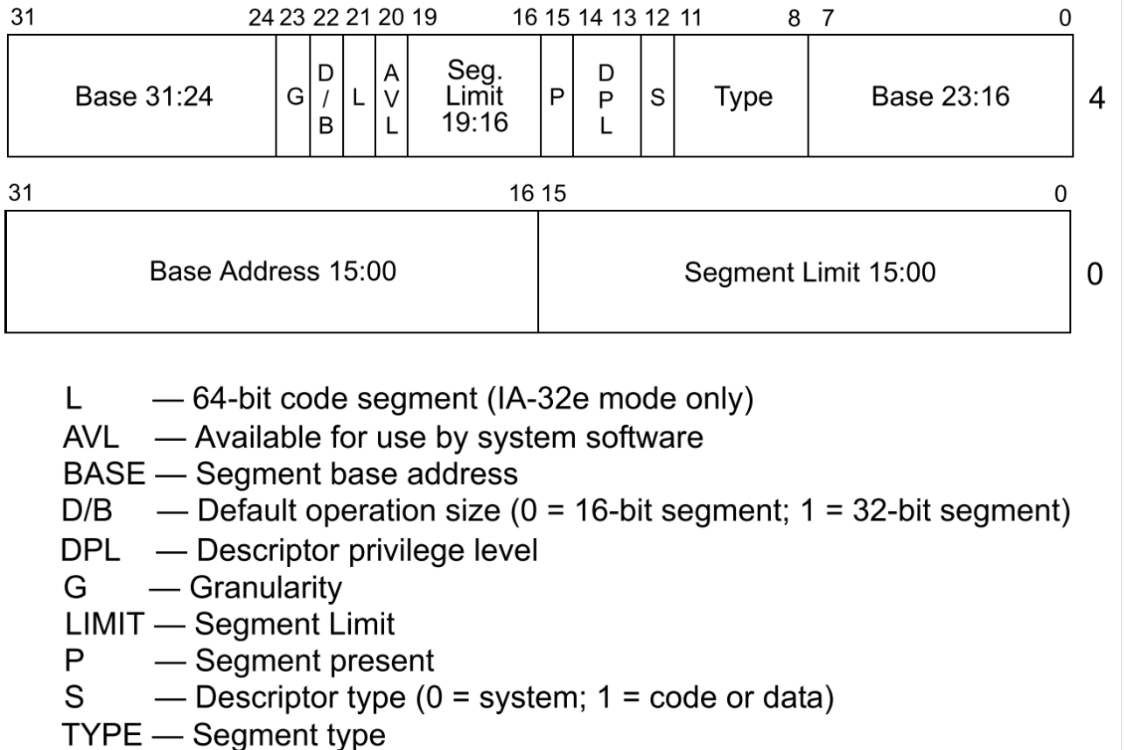 31 24 23 22 21 20 19 16 15 14 13 12 11 8 7 0
Base 31:24 G D/B L AVL Seg. Limit 19:16 P DPL S Type Base 23:16 4
31 16 15 0
Base Address 15:00 Segment Limit 15:00 0
L — 64-bit code segment (IA-32e mode only)
AVL — Available for use by system software
BASE — Segment base address
D/B — Default operation size (0 = 16-bit segment; 1 = 32-bit segment)
DPL — Descriptor privilege level
G — Granularity
LIMIT — Segment Limit
P — Segment present
S — Descriptor type (0 = system; 1 = code or data)
TYPE — Segment type